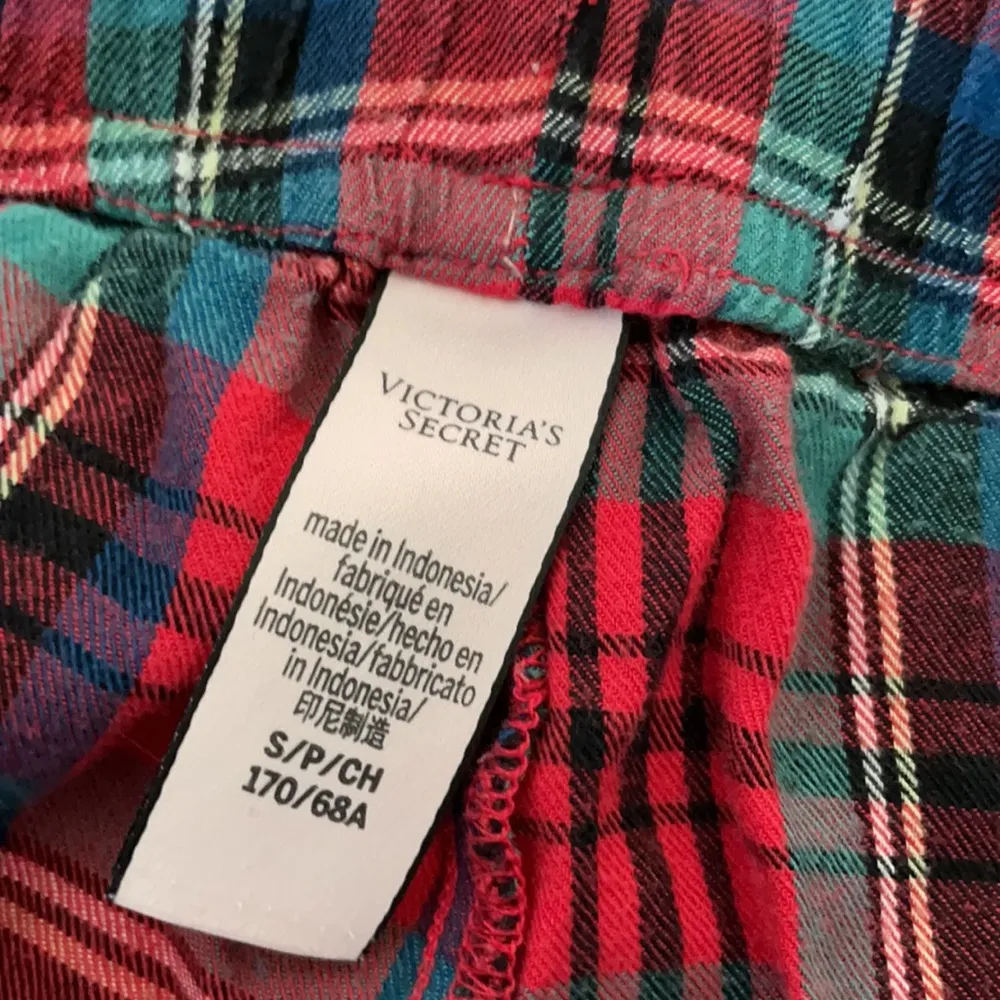 VICTORIA'S
SECRET
made in Indonesia/
fabriqué en
Indonésie/hecho en
Indonesia/fabbricato
in Indonesia/
印尼制造
S/P/CH
170/68A